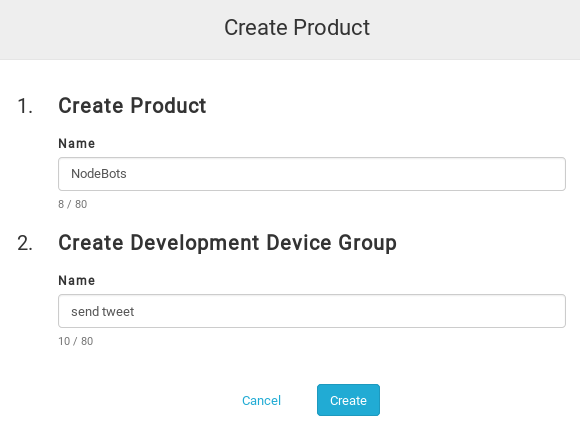 Create Product
1. Create Product
Name
NodeBots
8 / 80
2. Create Development Device Group
Name
send tweet
10 / 80
Cancel Create